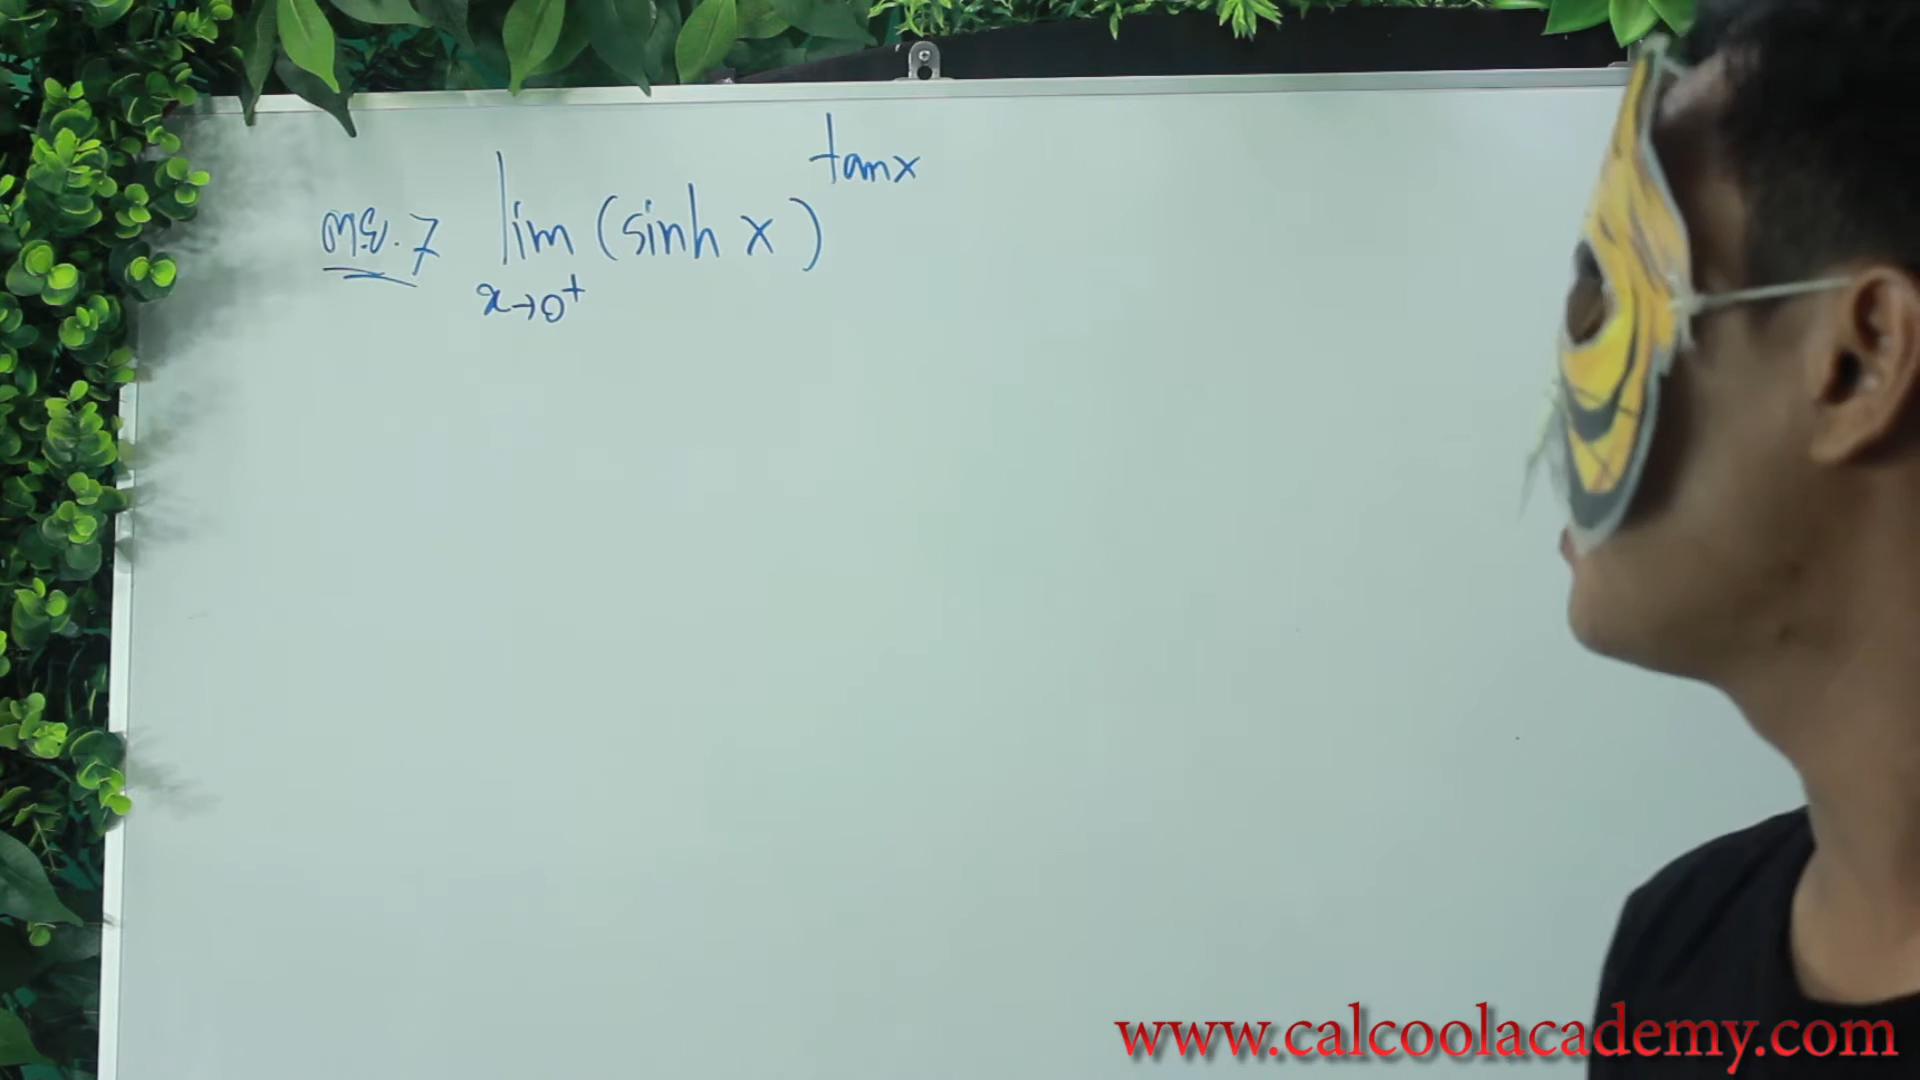 ตย. 7 lim (sinh x)^tanx
x→0⁺
www.calcoolacademy.com